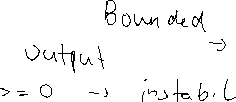 Bounded
→
output
>= 0 → instabil